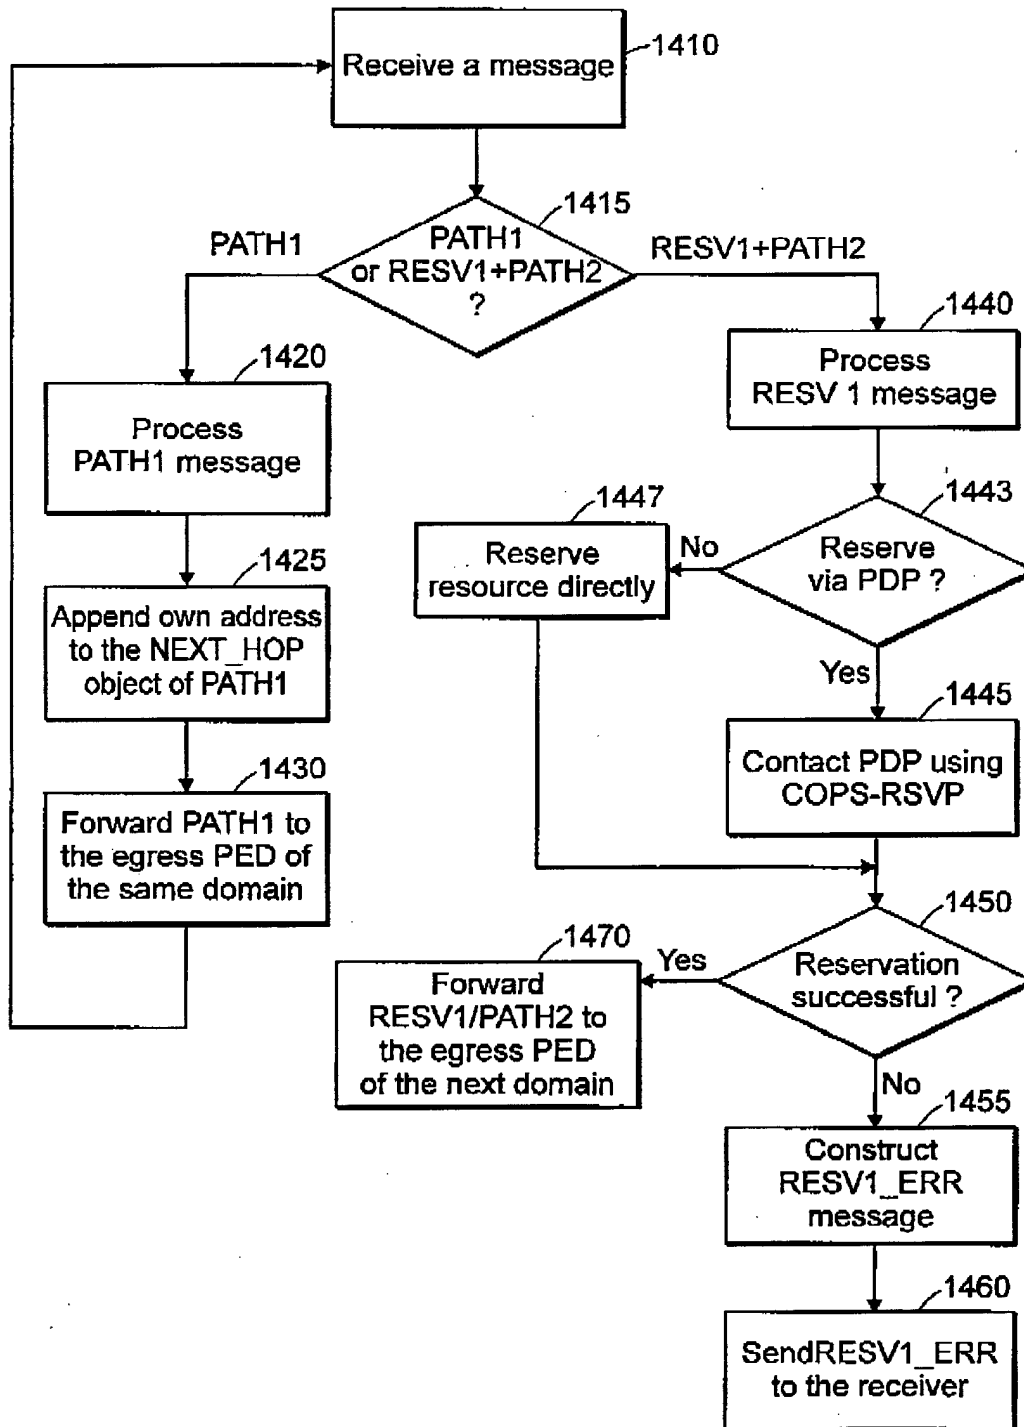 1410
Receive a message
1415
PATH1
PATH1
or RESV1+PATH2
?
RESV1+PATH2
1420
Process
PATH1 message
1440
Process
RESV 1 message
1425
Append own address
to the NEXT_HOP
object of PATH1
1447
Reserve
resource directly
No
1443
Reserve
via PDP ?
Yes
1430
Forward PATH1 to
the egress PED of
the same domain
1445
Contact PDP using
COPS-RSVP
1470
Forward
RESV1/PATH2 to
the egress PED
of the next domain
Yes
1450
Reservation
successful ?
No
1455
Construct
RESV1_ERR
message
1460
SendRESV1_ERR
to the receiver